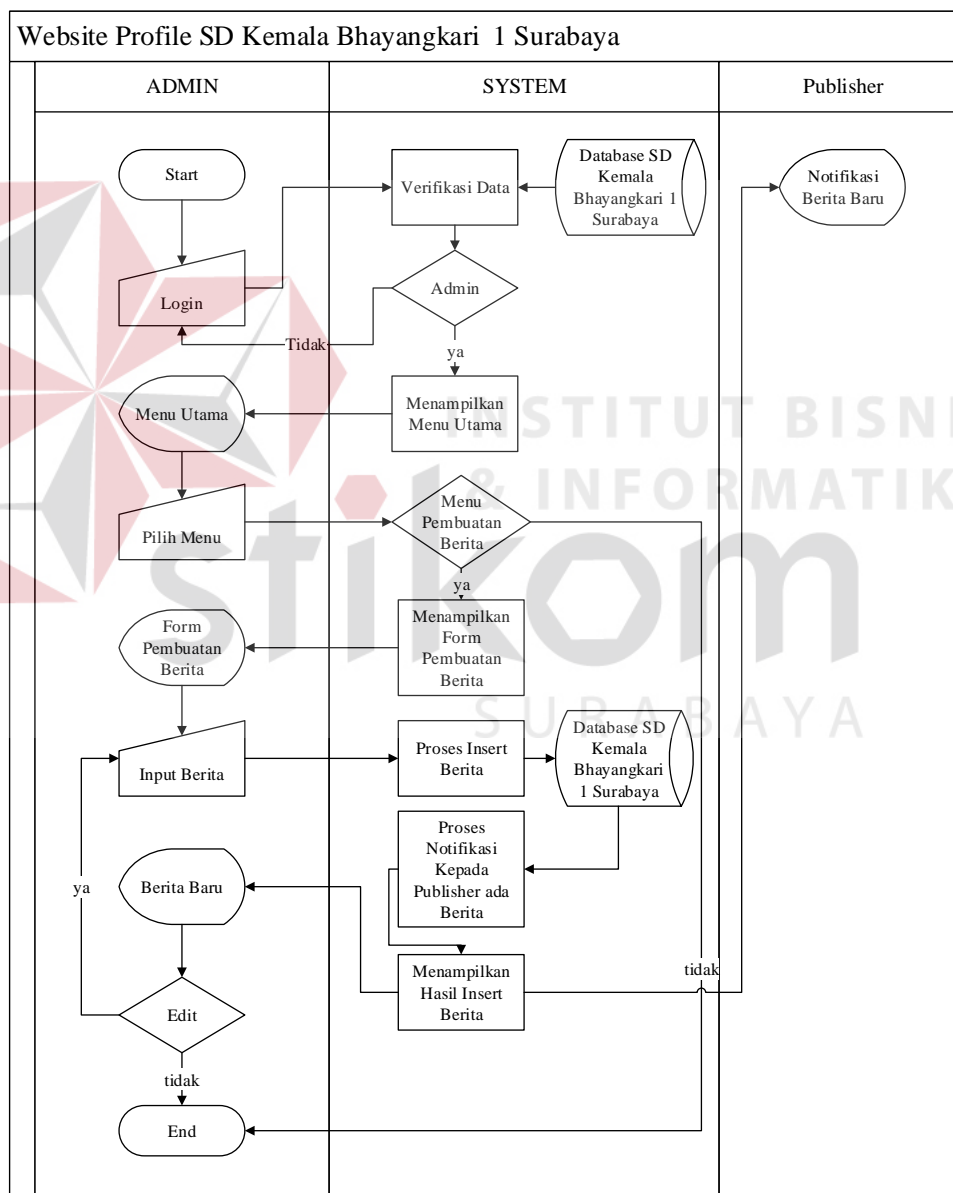 Website Profile SD Kemala Bhayangkari 1 Surabaya
ADMIN
SYSTEM
Publisher
Start
Verifikasi Data
Database SD
Kemala
Bhayangkari 1
Surabaya
Notifikasi
Berita Baru
Login
Admin
Tidak
ya
Menu Utama
Menampilkan
Menu Utama
INSTITUT BISNI
& INFORMATIK
stikom
SURABAYA
Pilih Menu
Menu
Pembuatan
Berita
ya
Form
Pembuatan
Berita
Menampilkan
Form
Pembuatan
Berita
Input Berita
Proses Insert
Berita
Database SD
Kemala
Bhayangkari
1 Surabaya
Proses
Notifikasi
Kepada
Publisher ada
Berita
ya
Berita Baru
Menampilkan
Hasil Insert
Berita
tidak
Edit
tidak
End